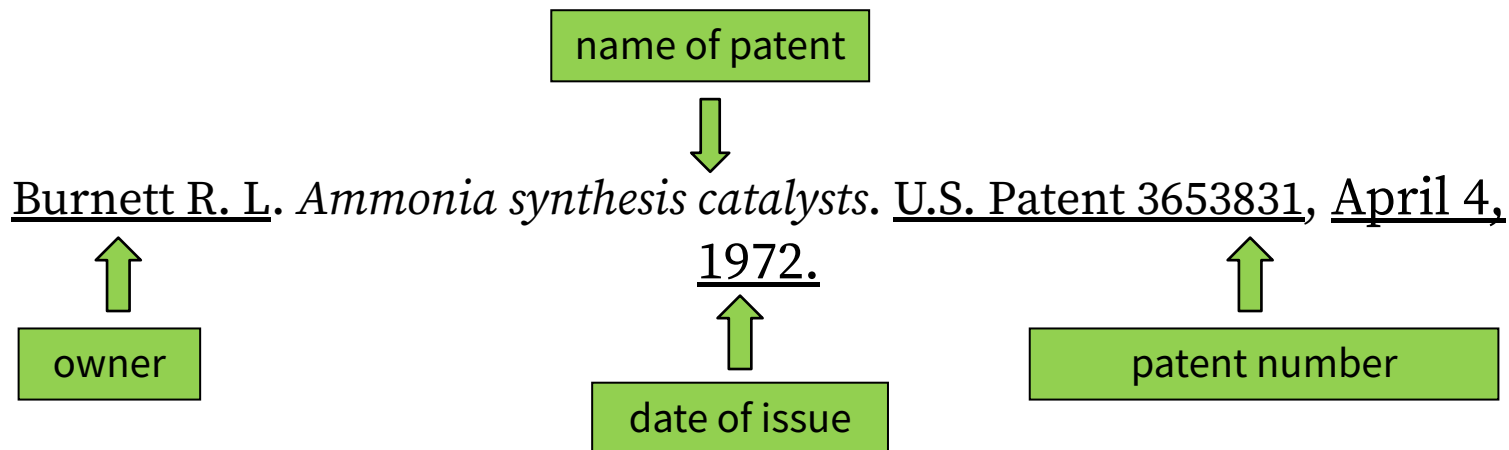 name of patent
Burnett R. L. Ammonia synthesis catalysts. U.S. Patent 3653831, April 4,
1972.
owner
patent number
date of issue